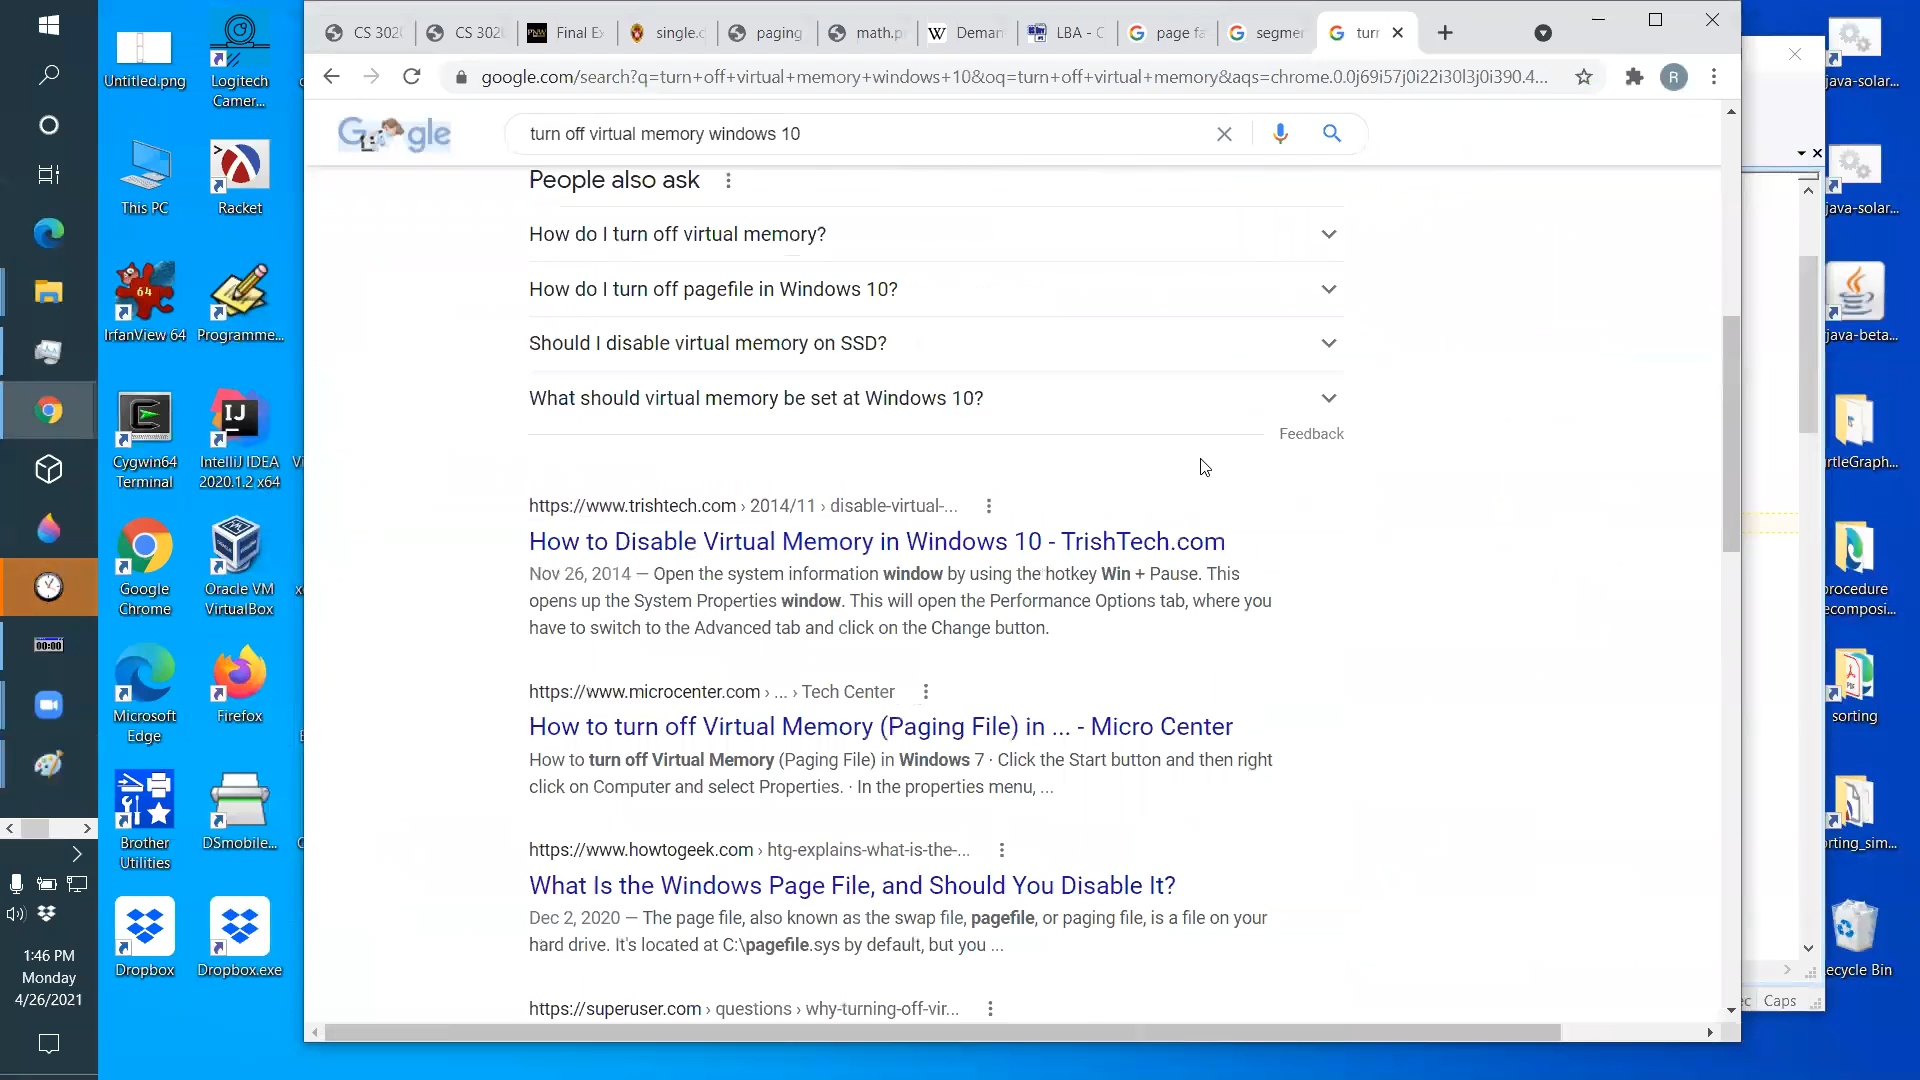 CS 302
CS 302
Final Ex
single.c
paging
math.p
Deman
LBA - C
page fa
segmen
turn
google.com/search?q=turn+off+virtual+memory+windows+10&oq=turn+off+virtual+memory&aqs=chrome.0.0j69i57j0i22i30l3j0i390.4...
R
Google
turn off virtual memory windows 10
People also ask
How do I turn off virtual memory?
How do I turn off pagefile in Windows 10?
Should I disable virtual memory on SSD?
What should virtual memory be set at Windows 10?
Feedback
https://www.trishtech.com › 2014/11 › disable-virtual-...
How to Disable Virtual Memory in Windows 10 - TrishTech.com
Nov 26, 2014 — Open the system information window by using the hotkey Win + Pause. This
opens up the System Properties window. This will open the Performance Options tab, where you
have to switch to the Advanced tab and click on the Change button.
https://www.microcenter.com › ... › Tech Center
How to turn off Virtual Memory (Paging File) in ... - Micro Center
How to turn off Virtual Memory (Paging File) in Windows 7 · Click the Start button and then right
click on Computer and select Properties. · In the properties menu, ...
https://www.howtogeek.com › htg-explains-what-is-the-...
What Is the Windows Page File, and Should You Disable It?
Dec 2, 2020 — The page file, also known as the swap file, pagefile, or paging file, is a file on your
hard drive. It's located at C:\pagefile.sys by default, but you ...
https://superuser.com › questions › why-turning-off-vir...
Untitled.png
Logitech
Camer...
This PC
Racket
IrfanView 64
Programme...
Cygwin64
Terminal
IntelliJ IDEA
2020.1.2 x64
Google
Chrome
Oracle VM
VirtualBox
Microsoft
Edge
Firefox
Brother
Utilities
DSmobile...
Dropbox
Dropbox.exe
00:00
1:46 PM
Monday
4/26/2021
java-solar...
java-solar...
java-beta...
rtleGraph...
procedure
ecomposi...
sorting
orting_sim...
ecycle Bin
ec
Caps